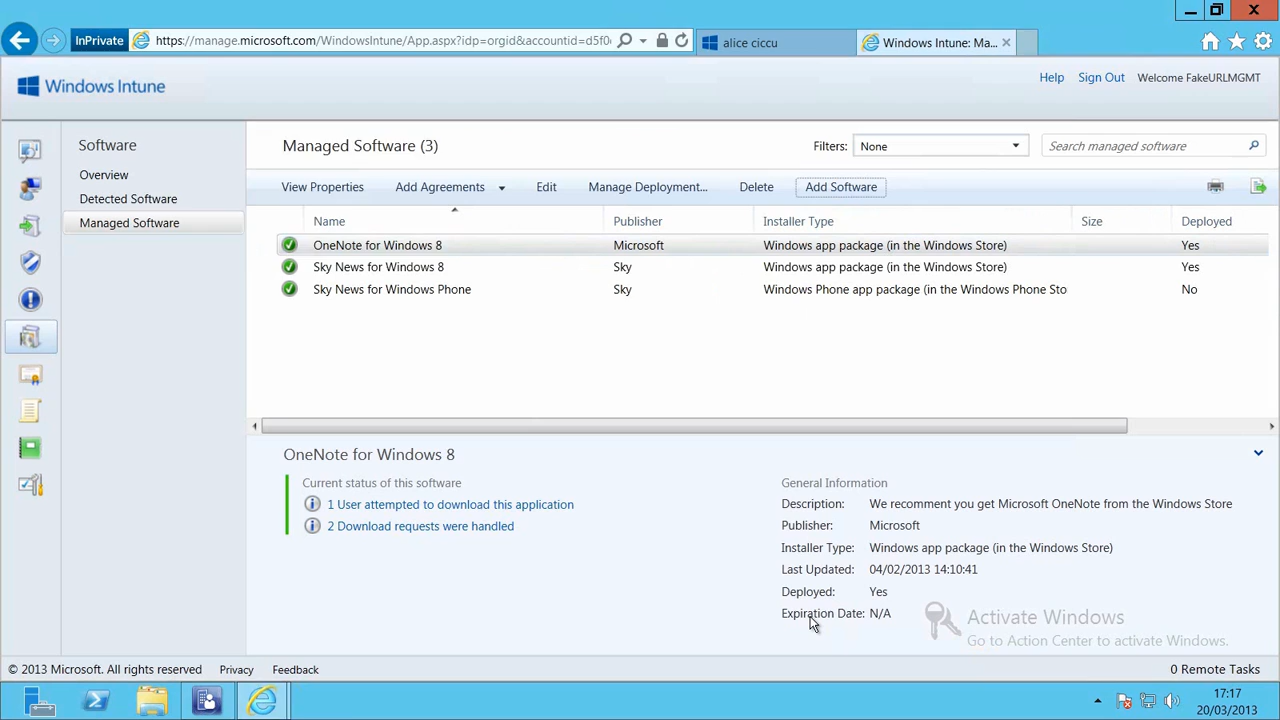 InPrivate
https://manage.microsoft.com/WindowsIntune/App.aspx?idp=orgid&accountid=d5f0
alice ciccu
Windows Intune: Ma...
Windows Intune
Help
Sign Out
Welcome FakeURLMGMT
Software
Overview
Detected Software
Managed Software
Managed Software (3)
Filters:
None
Search managed software
View Properties
Add Agreements
Edit
Manage Deployment...
Delete
Add Software
Name Publisher Installer Type Size Deployed
OneNote for Windows 8 Microsoft Windows app package (in the Windows Store) Yes
Sky News for Windows 8 Sky Windows app package (in the Windows Store) Yes
Sky News for Windows Phone Sky Windows Phone app package (in the Windows Phone Sto No
OneNote for Windows 8
Current status of this software
1 User attempted to download this application
2 Download requests were handled
General Information
Description: We recomment you get Microsoft OneNote from the Windows Store
Publisher: Microsoft
Installer Type: Windows app package (in the Windows Store)
Last Updated: 04/02/2013 14:10:41
Deployed: Yes
Expiration Date: N/A
Activate Windows
Go to Action Center to activate Windows.
© 2013 Microsoft. All rights reserved
Privacy
Feedback
0 Remote Tasks
17:17
20/03/2013